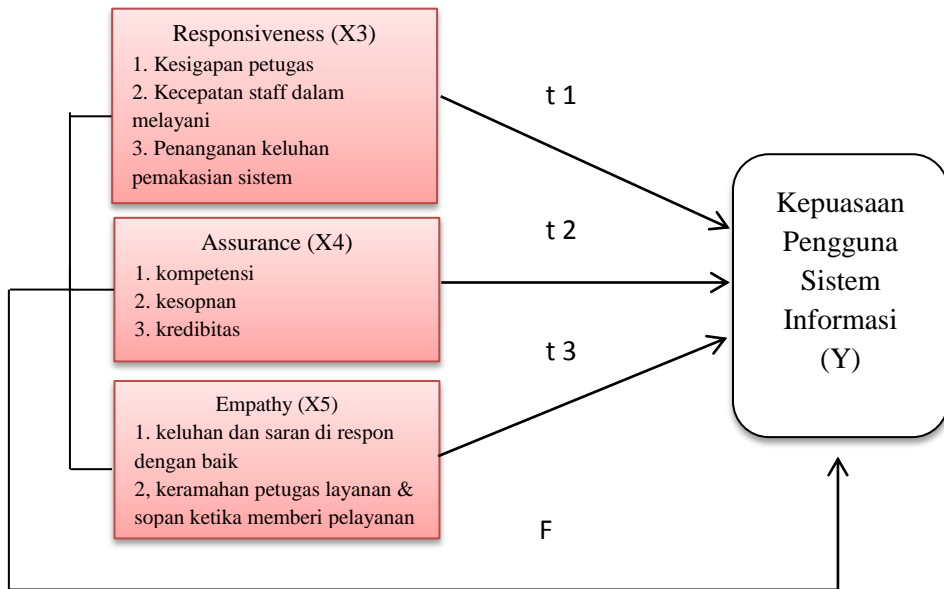 Responsiveness (X3)
1. Kesigapan petugas
2. Kecepatan staff dalam
melayani
3. Penanganan keluhan
pemakasian sistem
t 1
Assurance (X4)
1. kompetensi
2. kesopnan
3. kredibitas
t 2
Kepuasaan
Pengguna
Sistem
Informasi
(Y)
t 3
Empathy (X5)
1. keluhan dan saran di respon
dengan baik
2, keramahan petugas layanan &
sopan ketika memberi pelayanan
F